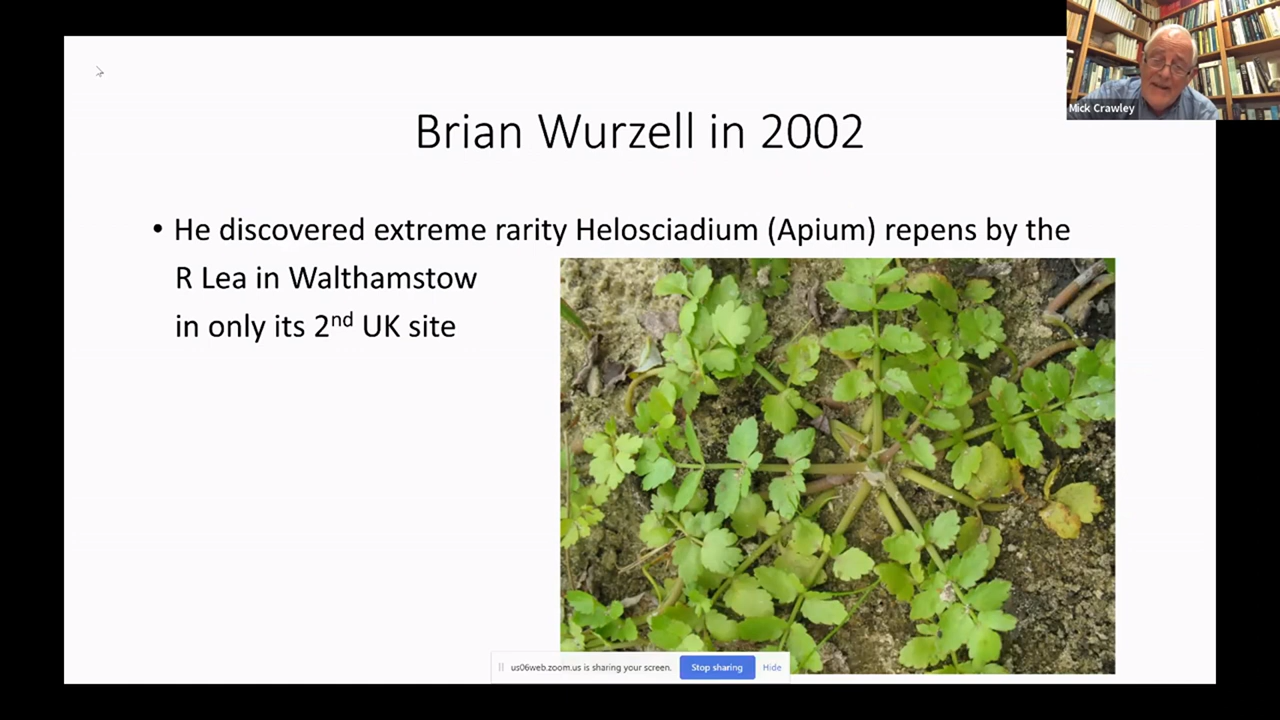 Mick Crawley
Brian Wurzell in 2002
• He discovered extreme rarity Helosciadium (Apium) repens by the
R Lea in Walthamstow
in only its 2nd UK site
us06web.zoom.us is sharing your screen. Stop sharing Hide